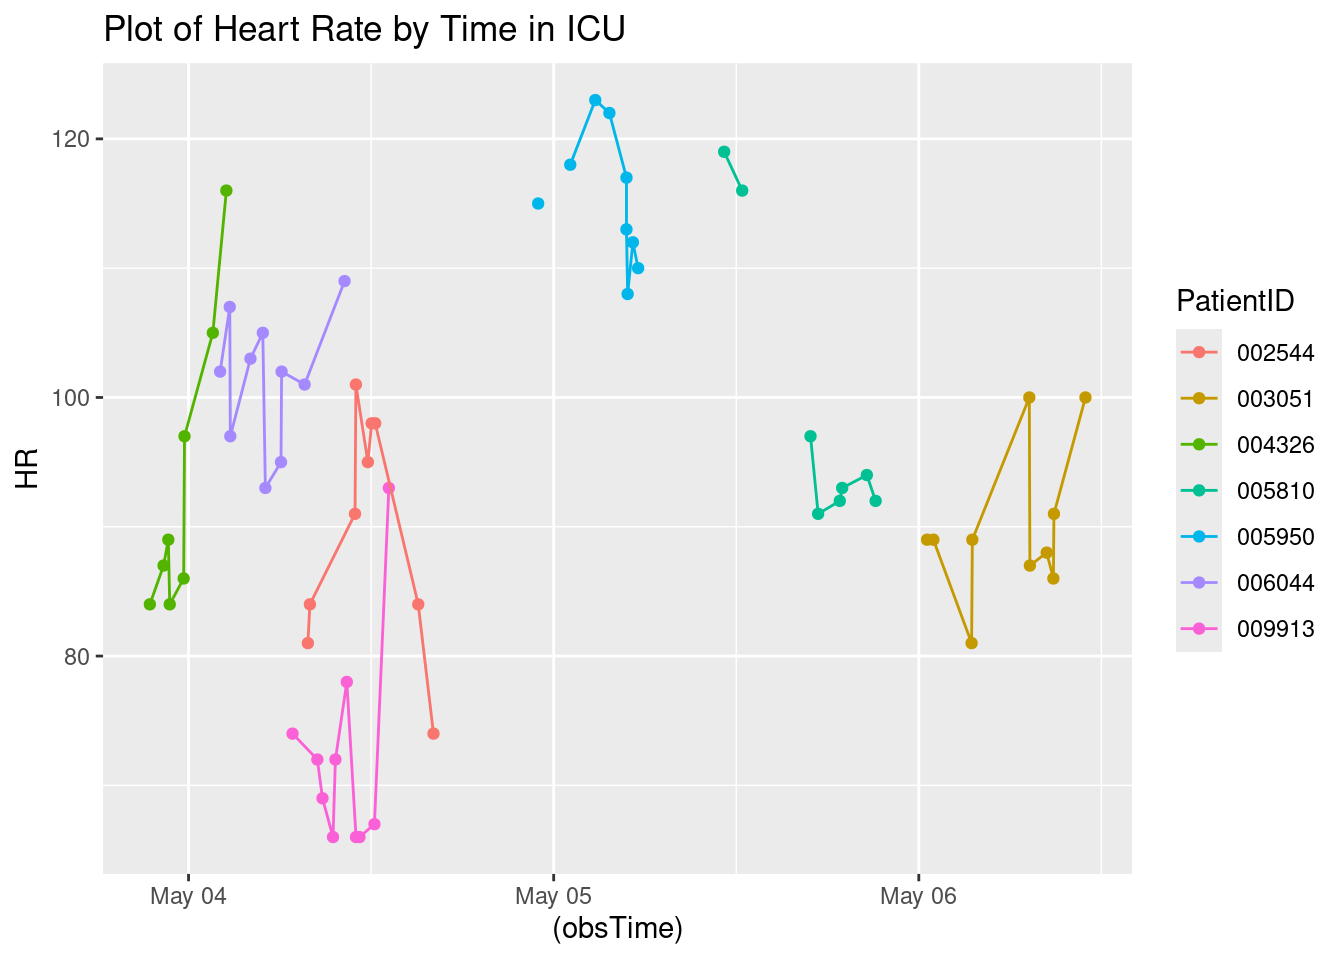 Plot of Heart Rate by Time in ICU
120
100
80
HR
May 04
May 05
May 06
(obsTime)
PatientID
002544
003051
004326
005810
005950
006044
009913